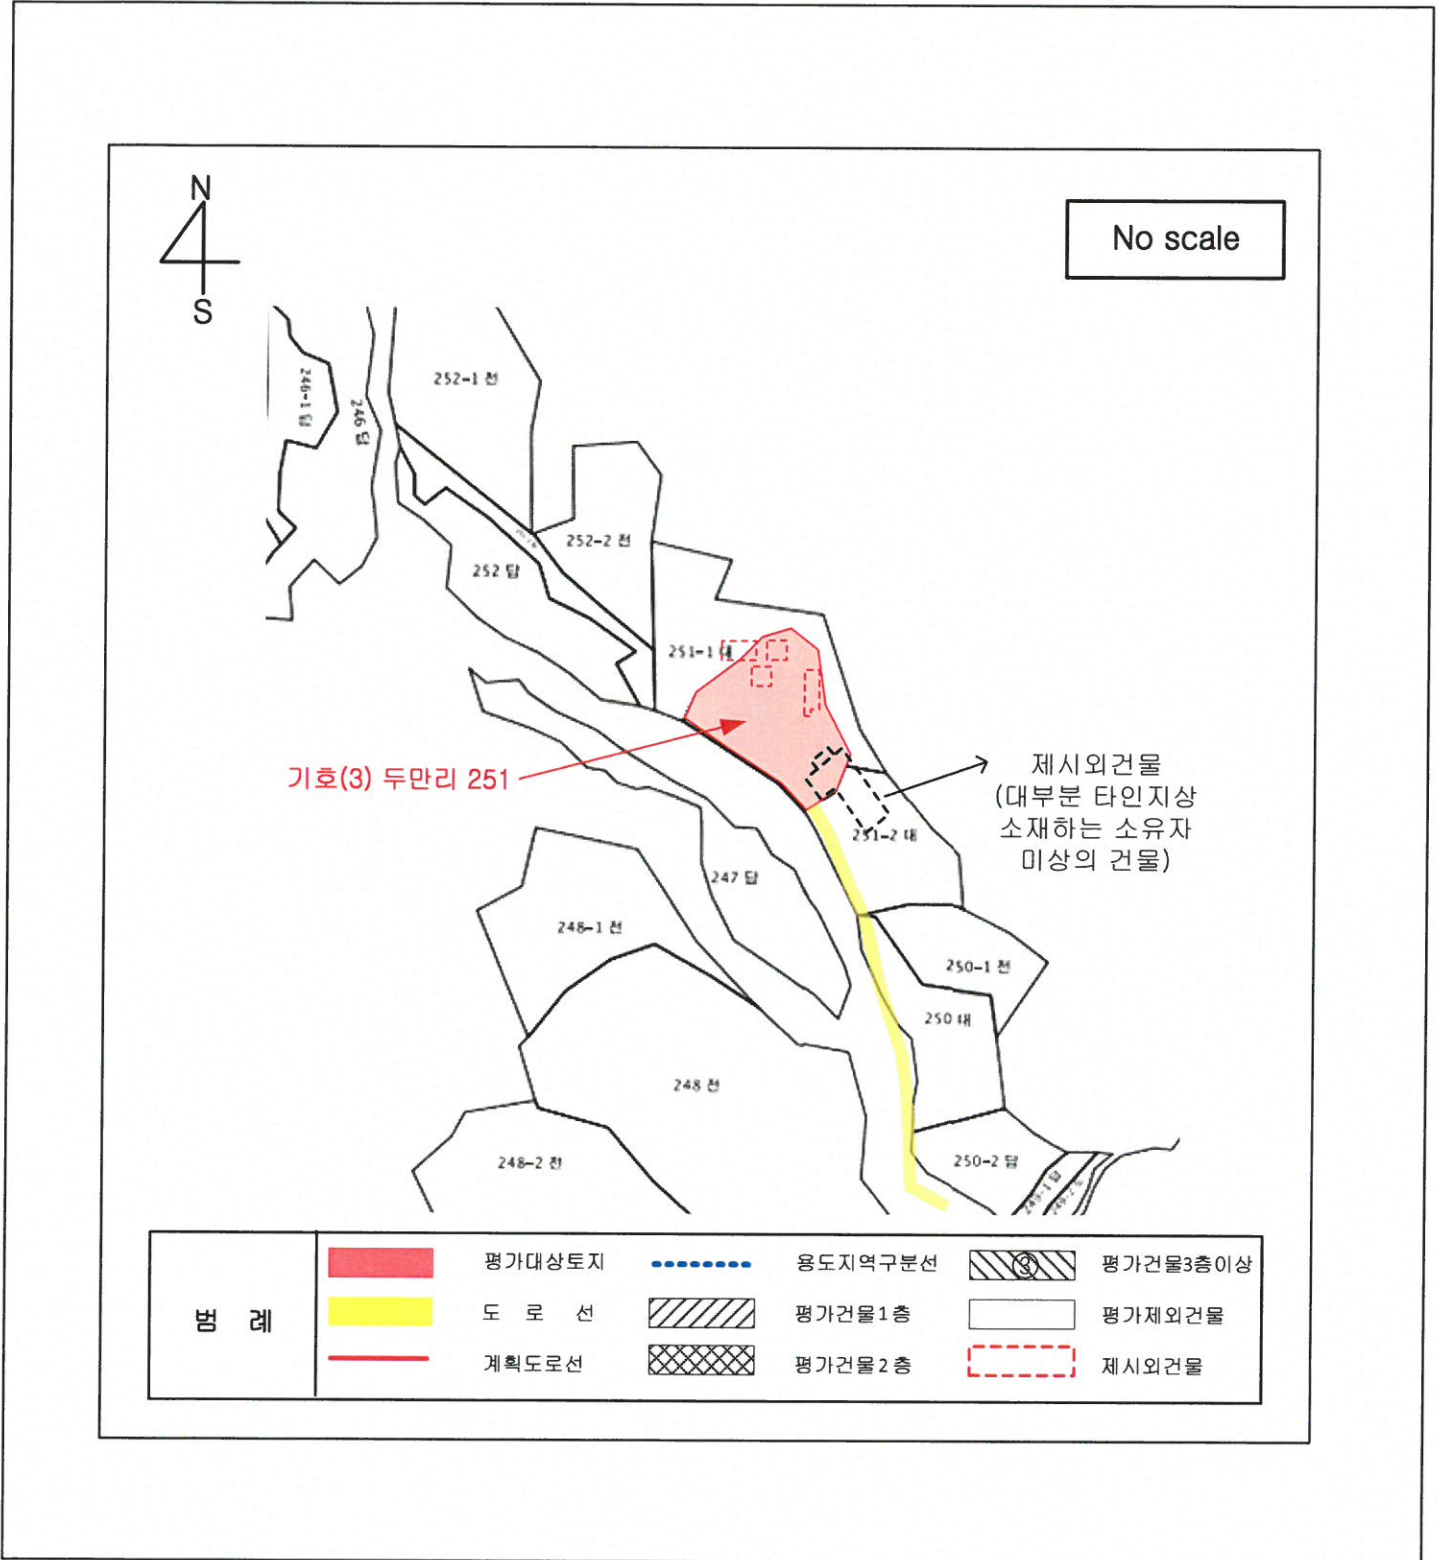 N
S
No scale
246-1 답
246 답
252-1 전
252-2 전
252 답
251-1 대
기호(3) 두만리 251
제시외건물
(대부분 타인지상
소재하는 소유자
미상의 건물)
251-2 대
247 답
248-1 전
250-1 전
250 대
248 전
248-2 전
250-2 답
249-1 답
범 례
평가대상토지
용도지역구분선
③
평가건물3층이상
도 로 선
평가건물1층
평가제외건물
계획도로선
평가건물2층
제시외건물